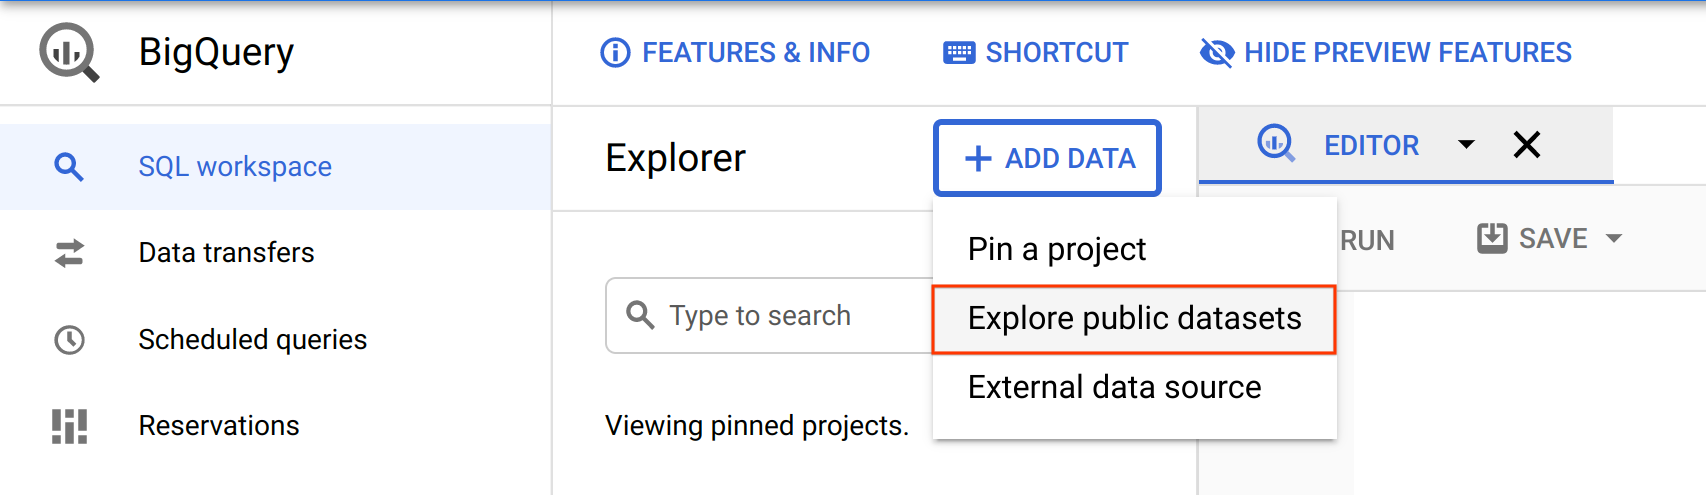 BigQuery
FEATURES & INFO
SHORTCUT
HIDE PREVIEW FEATURES
SQL workspace
Data transfers
Scheduled queries
Reservations
Explorer
ADD DATA
Pin a project
Explore public datasets
External data source
Type to search
Viewing pinned projects.
EDITOR
RUN
SAVE